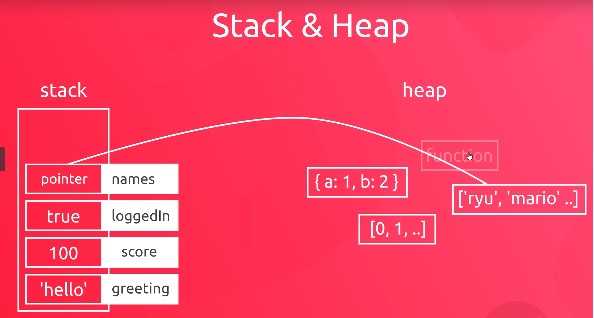 Stack & Heap
stack
heap
function
pointer names
{ a: 1, b: 2 }
['ryu', 'mario' ..]
true loggedIn
[0, 1, ..]
100 score
'hello' greeting